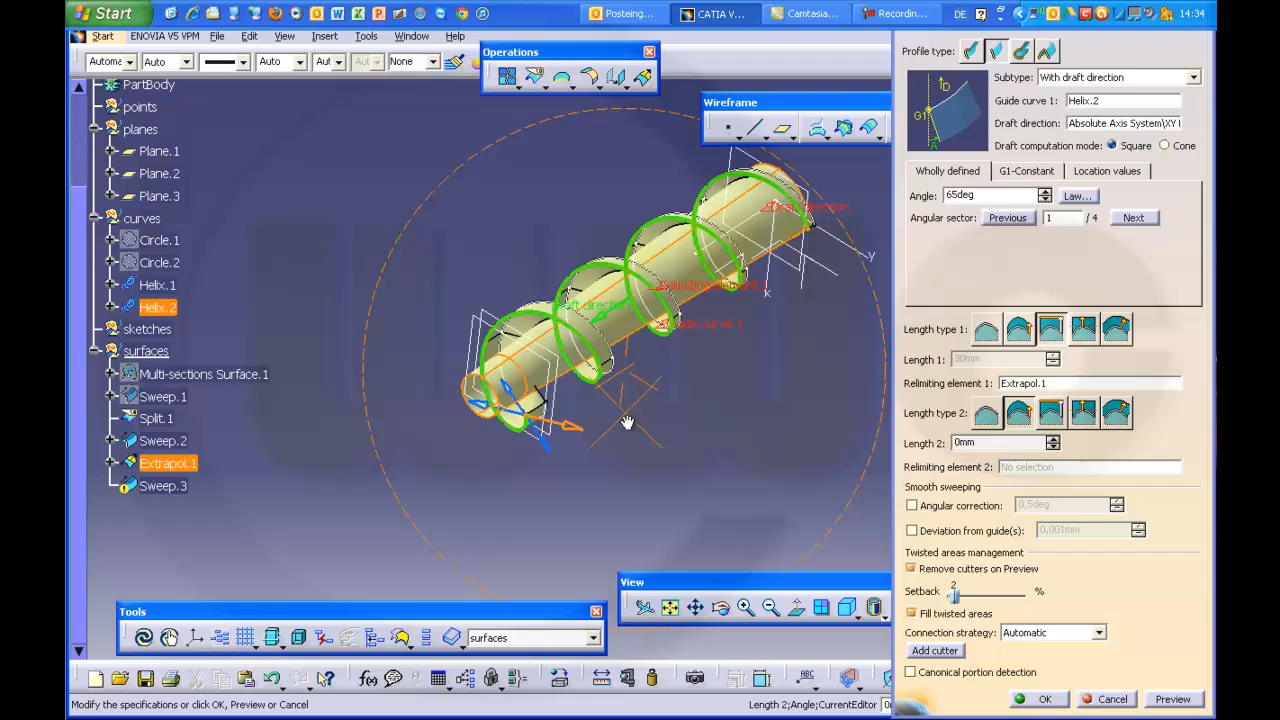 Start
Posteing...
CATIA V...
Camtasia...
Recordin...
DE
14:34
Start
ENOVIA V5 VPM
File
Edit
View
Insert
Tools
Window
Help
Automa
Auto
Auto
Aut
Aut
None
Operations
Wireframe
PartBody
points
planes
Plane.1
Plane.2
Plane.3
curves
Circle.1
Circle.2
Helix.1
Helix.2
sketches
surfaces
Multi-sections Surface.1
Sweep.1
Split.1
Sweep.2
Extrapol.1
Sweep.3
y
x
View
Tools
surfaces
Modify the specifications or click OK, Preview or Cancel
Length 2;Angle;CurrentEditor
Profile type:
D
G1
A
Subtype: With draft direction
Guide curve 1: Helix.2
Draft direction: Absolute Axis System\XY
Draft computation mode: Square Cone
Wholly defined G1-Constant Location values
Angle: 65deg Law...
Angular sector: Previous 1 / 4 Next
Length type 1:
Length 1: 30mm
Relimiting element 1: Extrapol.1
Length type 2:
Length 2: 0mm
Relimiting element 2: No selection
Smooth sweeping
Angular correction: 0,5deg
Deviation from guide(s): 0,001mm
Twisted areas management
Remove cutters on Preview
Setback 2 %
Fill twisted areas
Connection strategy: Automatic
Add cutter
Canonical portion detection
OK Cancel Preview